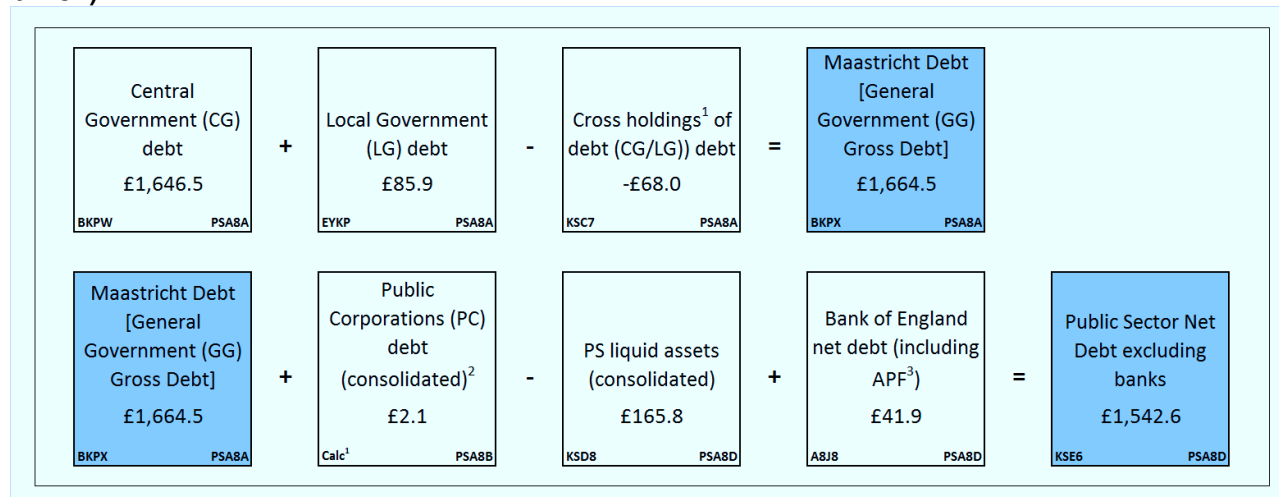 Central
Government (CG)
debt
£1,646.5
BKPW PSA8A
+
Local Government
(LG) debt
£85.9
EYKP PSA8A
-
Cross holdings¹ of
debt (CG/LG)) debt
-£68.0
KSC7 PSA8A
=
Maastricht Debt
[General
Government (GG)
Gross Debt]
£1,664.5
BKPX PSA8A
Maastricht Debt
[General
Government (GG)
Gross Debt]
£1,664.5
BKPX PSA8A
+
Public
Corporations (PC)
debt
(consolidated)²
£2.1
Calc¹ PSA8B
-
PS liquid assets
(consolidated)
£165.8
KSD8 PSA8D
+
Bank of England
net debt (including
APF³)
£41.9
A8J8 PSA8D
=
Public Sector Net
Debt excluding
banks
£1,542.6
KSE6 PSA8D